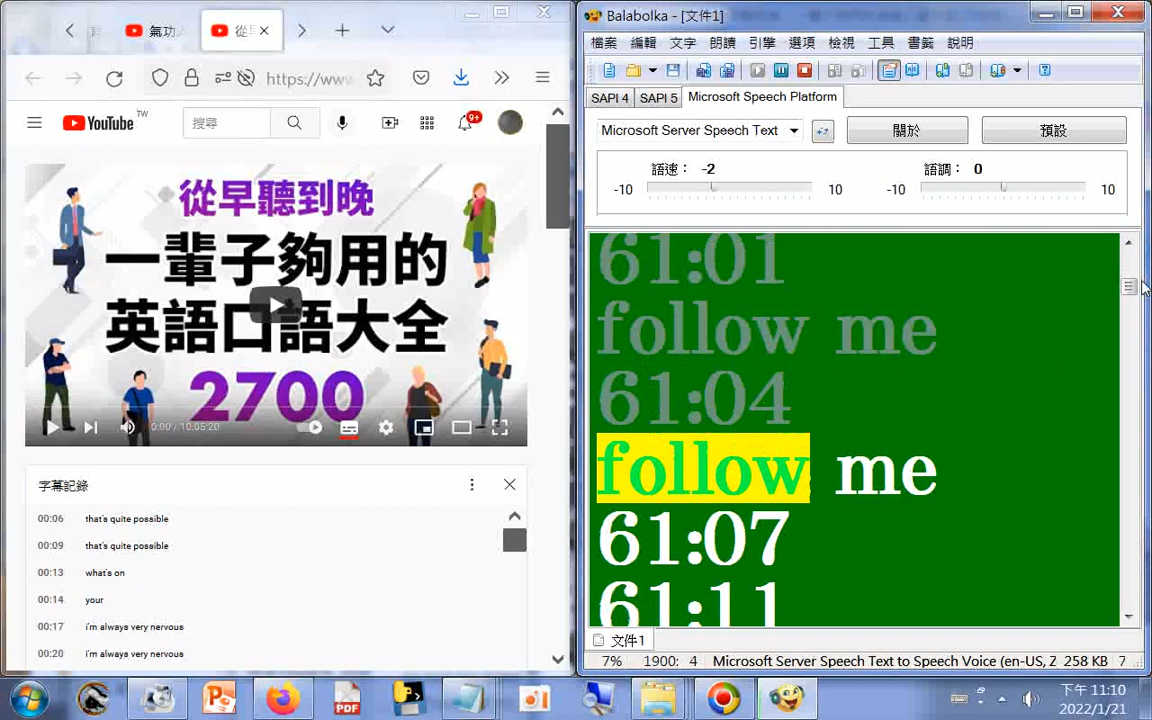 氣功
從
https://www
YouTube TW
搜尋
9+
從早聽到晚
一輩子夠用的
英語口語大全
2700
0:00 / 10:05:20
字幕記錄
00:06 that's quite possible
00:09 that's quite possible
00:13 what's on
00:14 your
00:17 i'm always very nervous
00:20 i'm always very nervous
Balabolka - [文件1]
檔案 編輯 文字 朗讀 引擎 選項 檢視 工具 書籤 說明
SAPI 4 SAPI 5 Microsoft Speech Platform
Microsoft Server Speech Text 關於 預設
語速： -2 語調： 0
-10 10 -10 10
61:01
follow me
61:04
follow me
61:07
61:11
文件1
7% 1900: 4 Microsoft Server Speech Text to Speech Voice (en-US, Z 258 KB 7
PDF
下午 11:10
2022/1/21